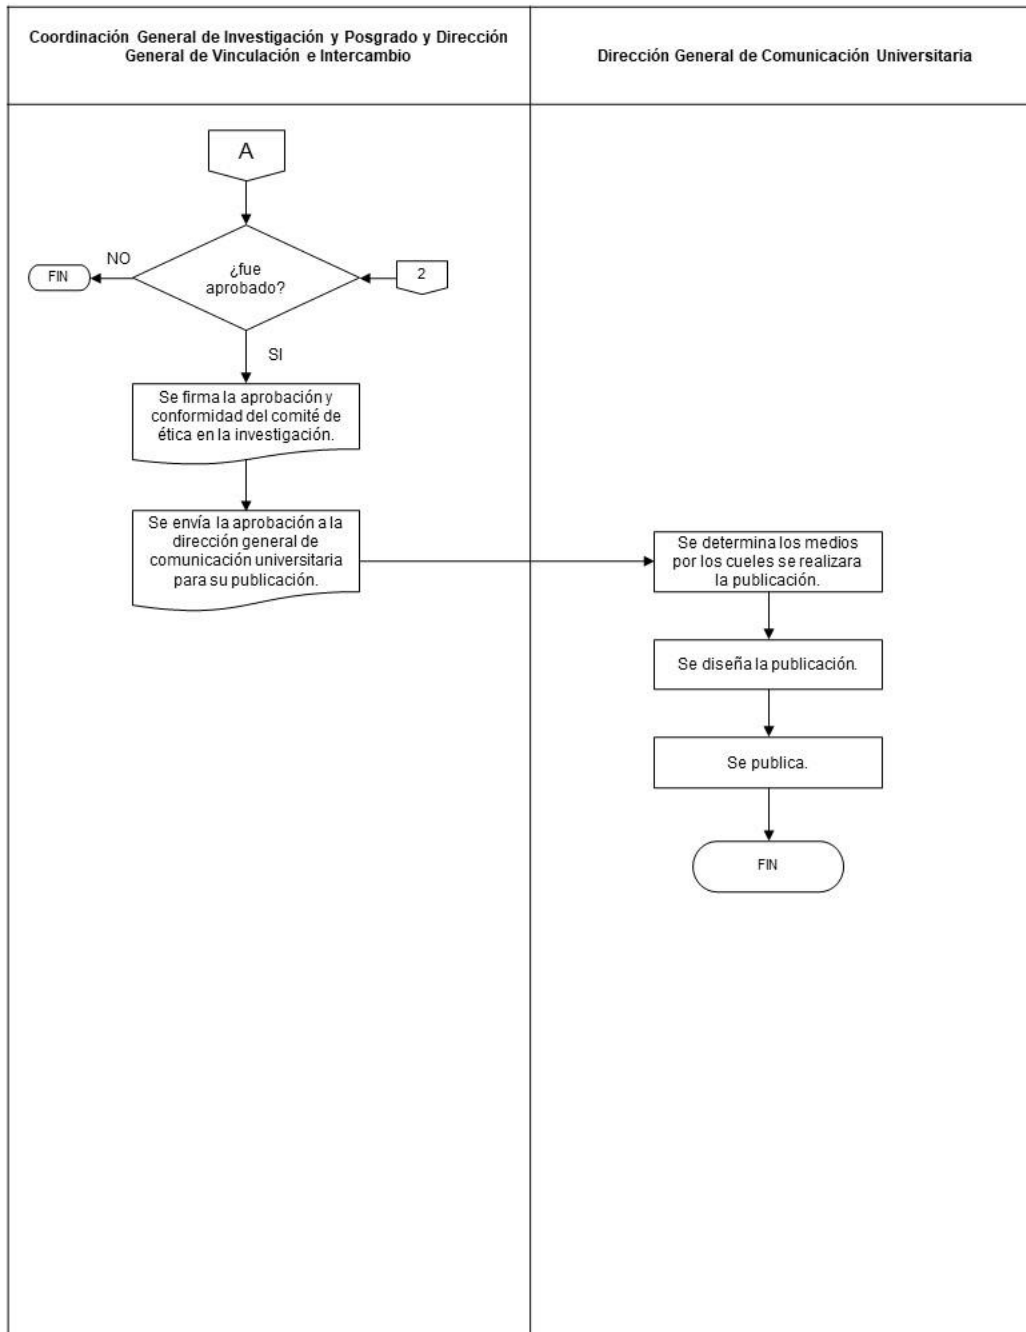 Coordinación General de Investigación y Posgrado y Dirección
General de Vinculación e Intercambio
Dirección General de Comunicación Universitaria
A
¿fue
aprobado?
NO
FIN
2
SI
Se firma la aprobación y
conformidad del comité de
ética en la investigación.
Se envía la aprobación a la
dirección general de
comunicación universitaria
para su publicación.
Se determina los medios
por los cueles se realizara
la publicación.
Se diseña la publicación.
Se publica.
FIN